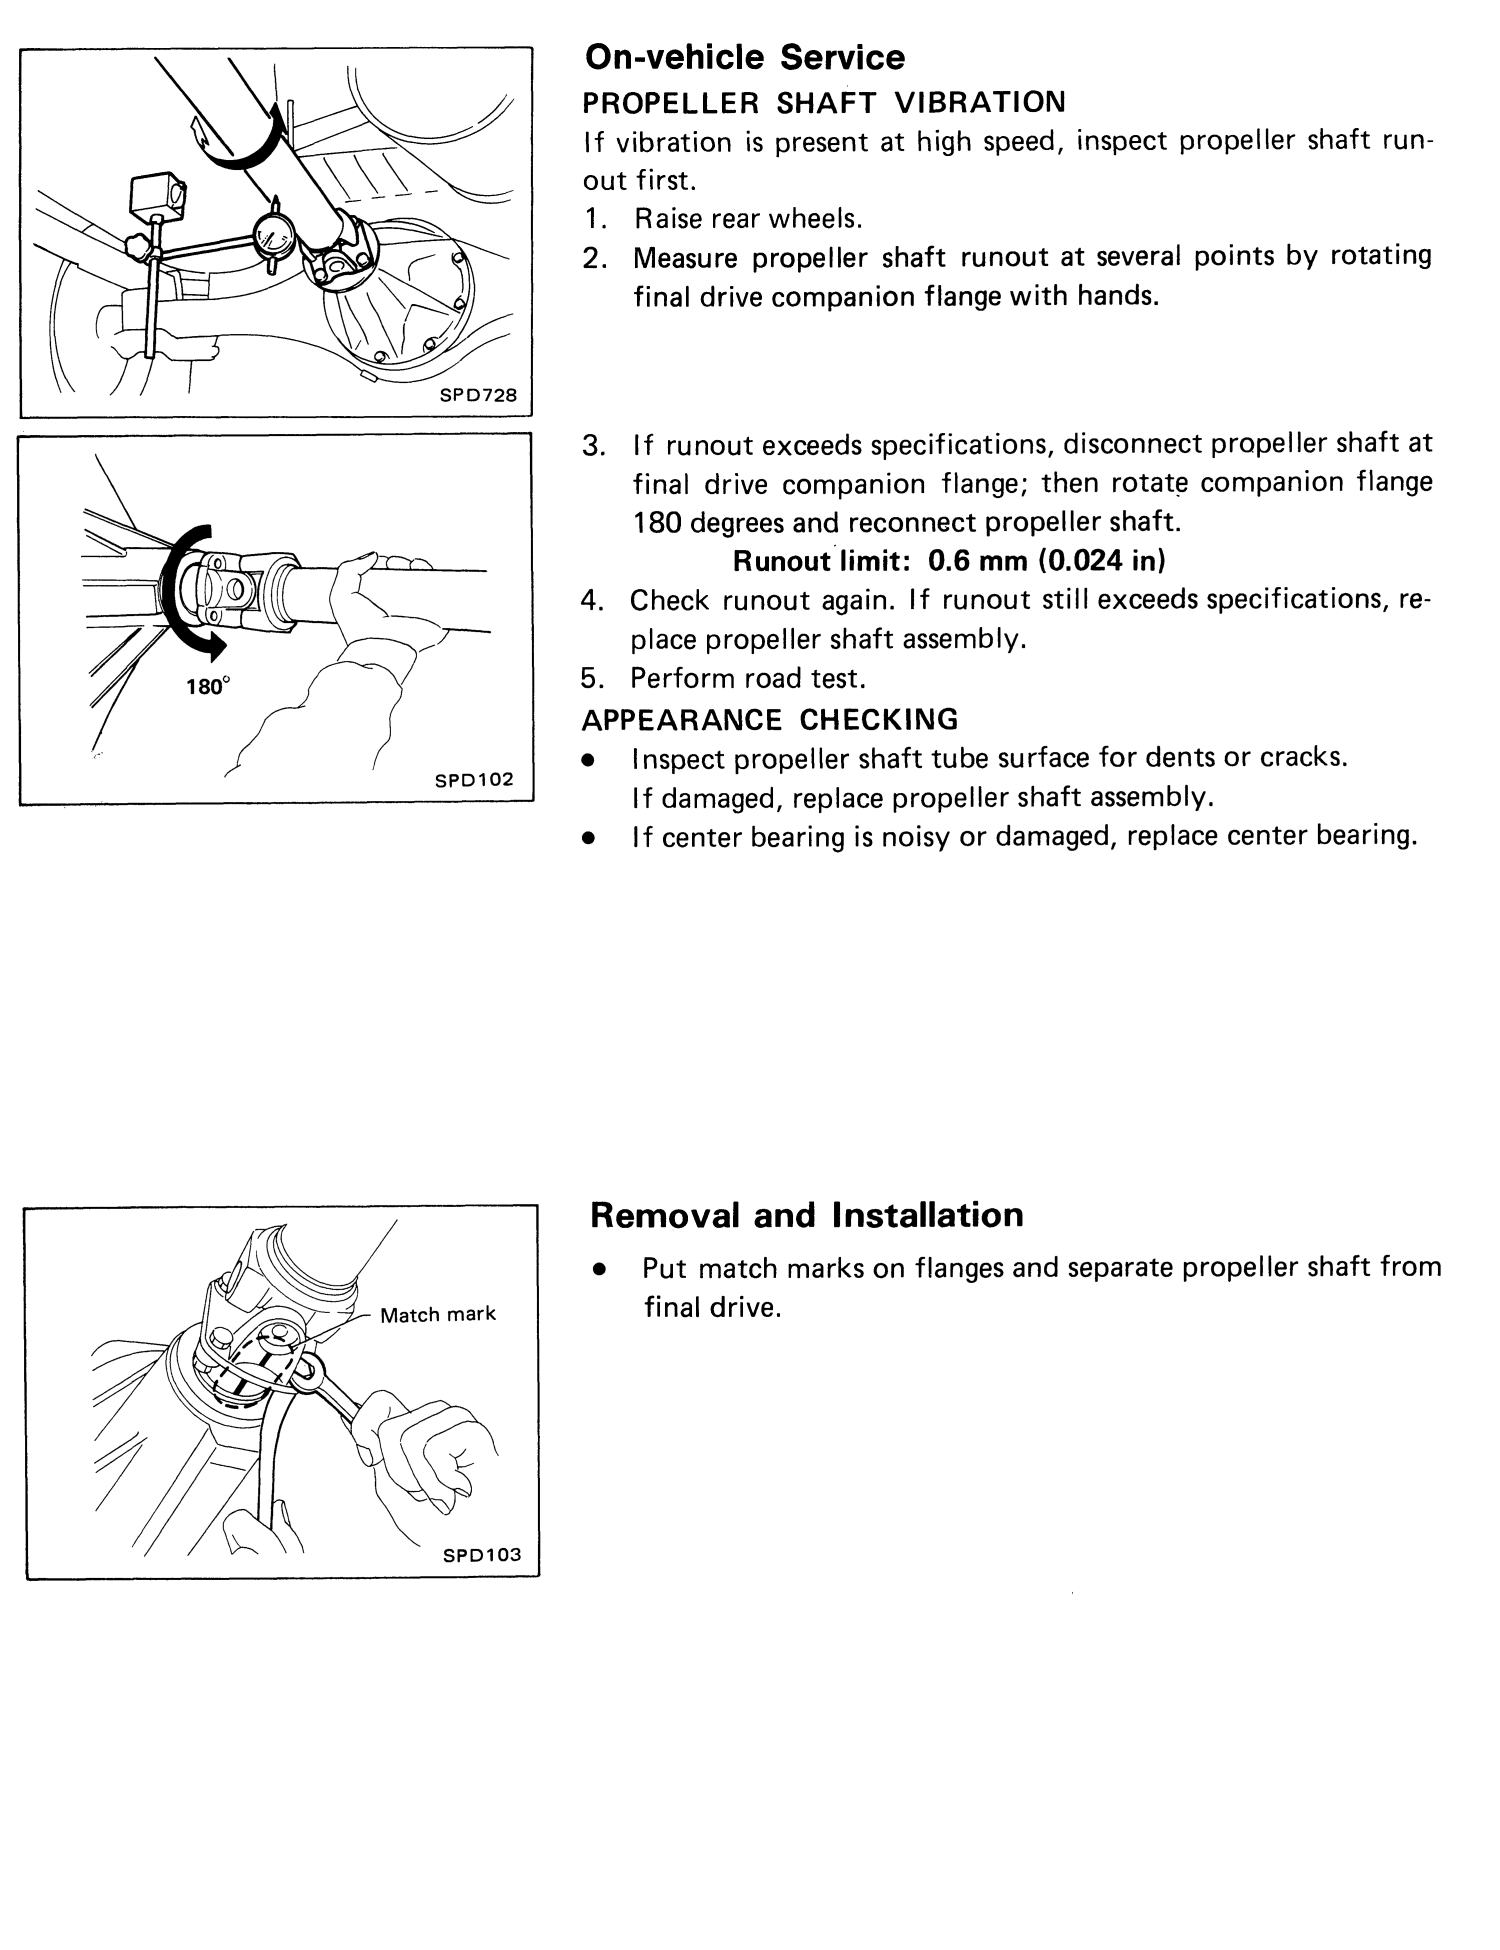 On-vehicle Service
PROPELLER SHAFT VIBRATION
If vibration is present at high speed, inspect propeller shaft run-
out first.
1. Raise rear wheels.
2. Measure propeller shaft runout at several points by rotating
final drive companion flange with hands.
SPD728
3. If runout exceeds specifications, disconnect propeller shaft at
final drive companion flange; then rotate companion flange
180 degrees and reconnect propeller shaft.
Runout limit: 0.6 mm (0.024 in)
4. Check runout again. If runout still exceeds specifications, re-
place propeller shaft assembly.
5. Perform road test.
180°
SPD102
APPEARANCE CHECKING
● Inspect propeller shaft tube surface for dents or cracks.
If damaged, replace propeller shaft assembly.
● If center bearing is noisy or damaged, replace center bearing.
Removal and Installation
● Put match marks on flanges and separate propeller shaft from
final drive.
Match mark
SPD103